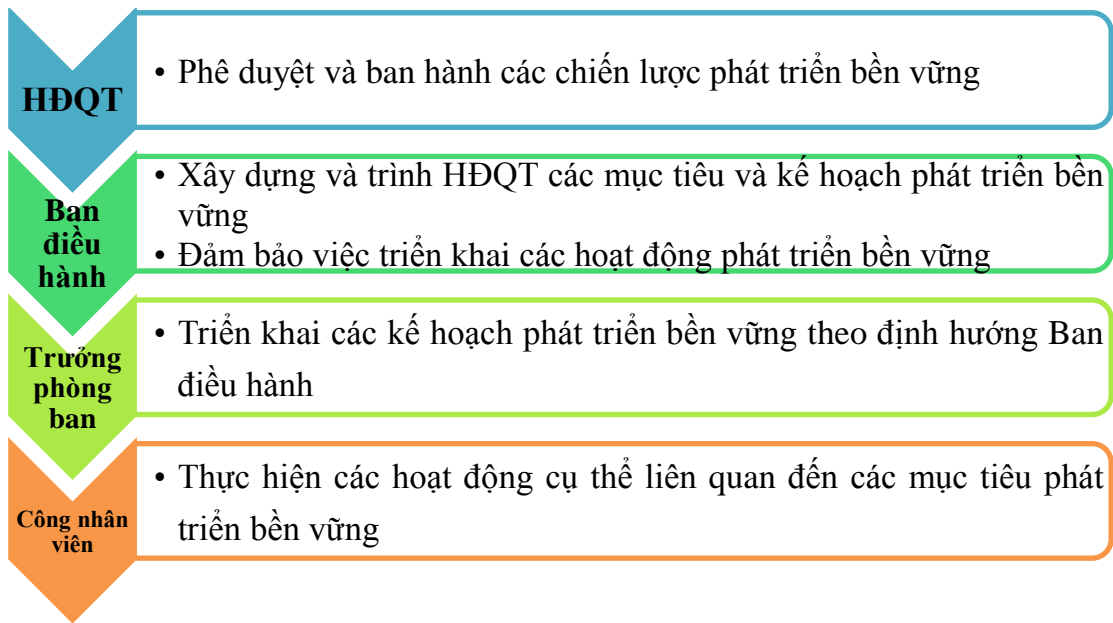 HĐQT
• Phê duyệt và ban hành các chiến lược phát triển bền vững
Ban
điều
hành
• Xây dựng và trình HĐQT các mục tiêu và kế hoạch phát triển bền
vững
• Đảm bảo việc triển khai các hoạt động phát triển bền vững
Trưởng
phòng
ban
• Triển khai các kế hoạch phát triển bền vững theo định hướng Ban
điều hành
Công nhân
viên
• Thực hiện các hoạt động cụ thể liên quan đến các mục tiêu phát
triển bền vững